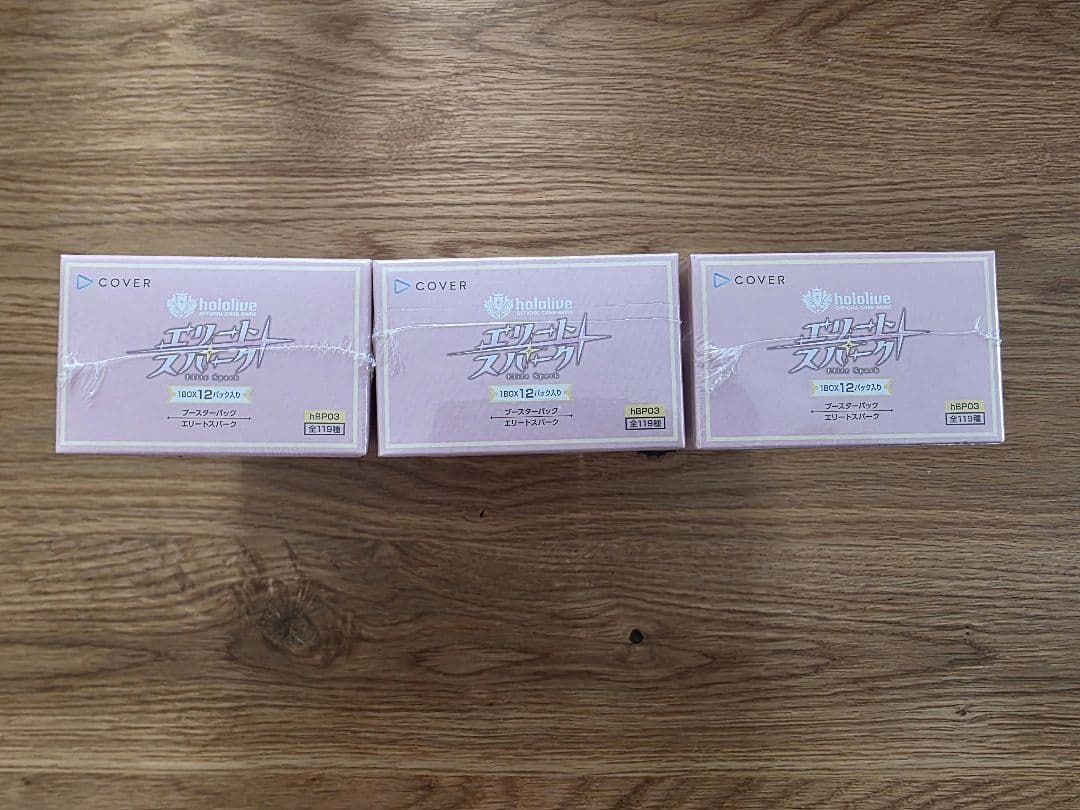 COVER
hololive
OFFICIAL CARD GAME
エリート
スパーク
Elite Spark
1BOX12パック入り
ブースターパック
エリートスパーク
hBP03
全119種
COVER
hololive
OFFICIAL CARD GAME
エリート
スパーク
Elite Spark
1BOX12パック入り
ブースターパック
エリートスパーク
hBP03
全119種
COVER
hololive
OFFICIAL CARD GAME
エリート
スパーク
Elite Spark
1BOX12パック入り
ブースターパック
エリートスパーク
hBP03
全119種